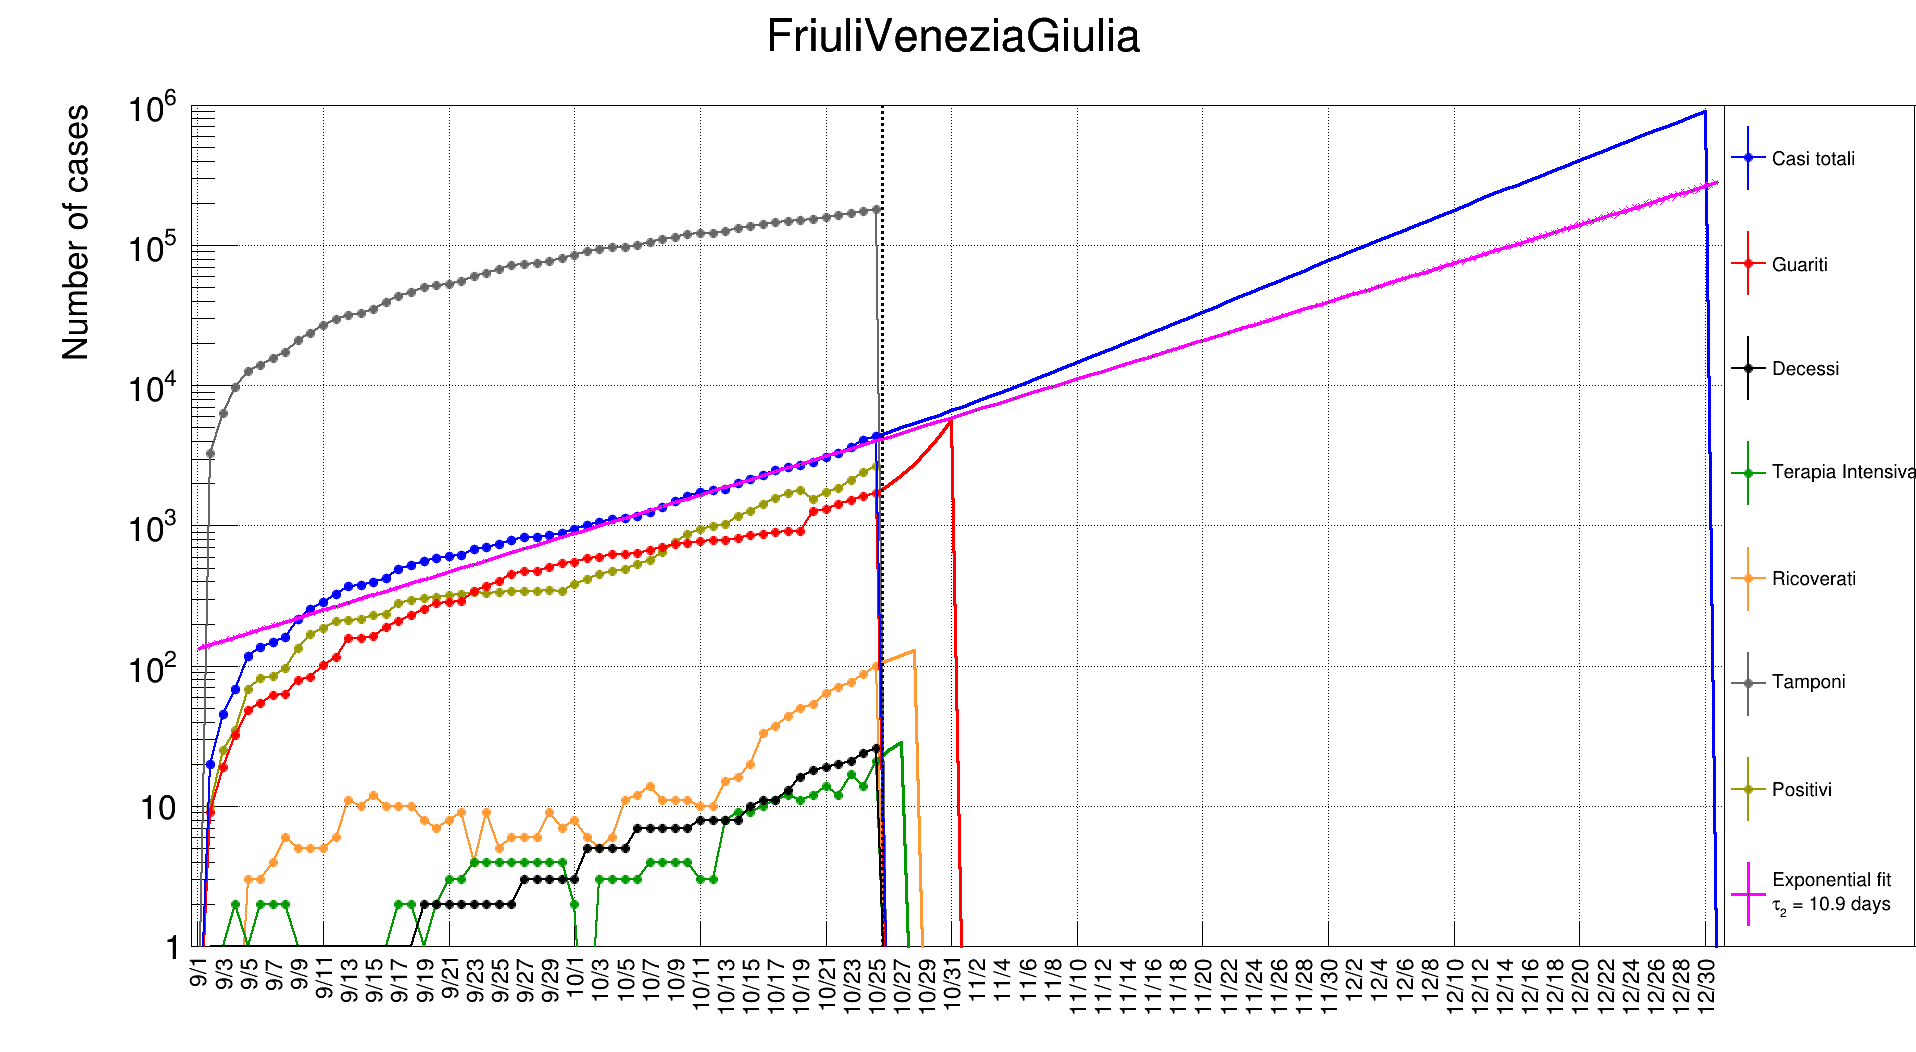 FriuliVeneziaGiulia
Number of cases
10^6
10^5
10^4
10^3
10^2
10
1
9/1 9/3 9/5 9/7 9/9 9/11 9/13 9/15 9/17 9/19 9/21 9/23 9/25 9/27 9/29 10/1 10/3 10/5 10/7 10/9 10/11 10/13 10/15 10/17 10/19 10/21 10/23 10/25 10/27 10/29 10/31 11/2 11/4 11/6 11/8 11/10 11/12 11/14 11/16 11/18 11/20 11/22 11/24 11/26 11/28 11/30 12/2 12/4 12/6 12/8 12/10 12/12 12/14 12/16 12/18 12/20 12/22 12/24 12/26 12/28 12/30
Casi totali
Guariti
Decessi
Terapia Intensiva
Ricoverati
Tamponi
Positivi
Exponential fit
τ₂ = 10.9 days